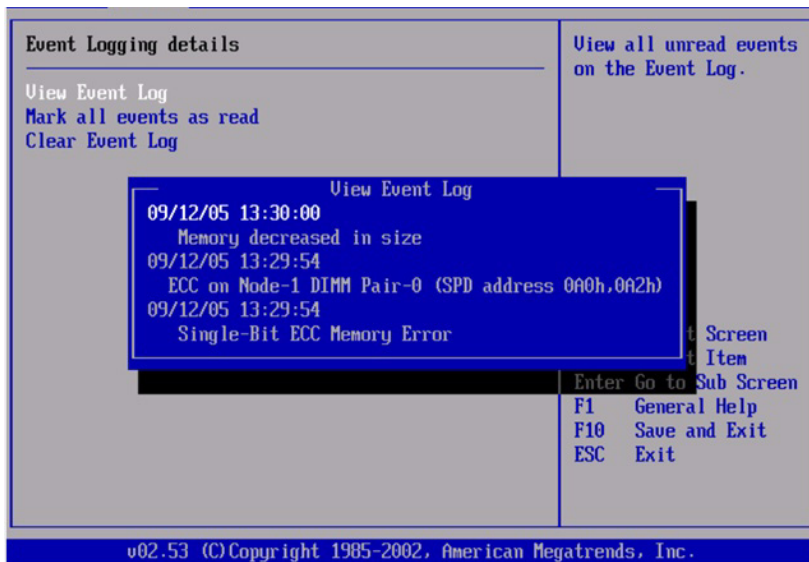 Event Logging details
View Event Log
Mark all events as read
Clear Event Log
View all unread events
on the Event Log.
View Event Log
09/12/05 13:30:00
Memory decreased in size
09/12/05 13:29:54
ECC on Node-1 DIMM Pair-0 (SPD address 0A0h,0A2h)
09/12/05 13:29:54
Single-Bit ECC Memory Error
t Screen
t Item
Enter Go to Sub Screen
F1 General Help
F10 Save and Exit
ESC Exit
v02.53 (C)Copyright 1985-2002, American Megatrends, Inc.